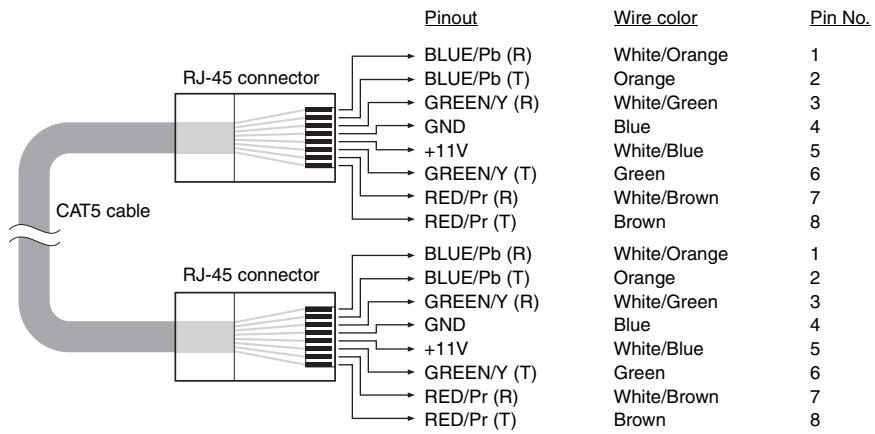 Pinout Wire color Pin No.
BLUE/Pb (R) White/Orange 1
RJ-45 connector BLUE/Pb (T) Orange 2
GREEN/Y (R) White/Green 3
GND Blue 4
+11V White/Blue 5
GREEN/Y (T) Green 6
RED/Pr (R) White/Brown 7
CAT5 cable RED/Pr (T) Brown 8
BLUE/Pb (R) White/Orange 1
RJ-45 connector BLUE/Pb (T) Orange 2
GREEN/Y (R) White/Green 3
GND Blue 4
+11V White/Blue 5
GREEN/Y (T) Green 6
RED/Pr (R) White/Brown 7
RED/Pr (T) Brown 8